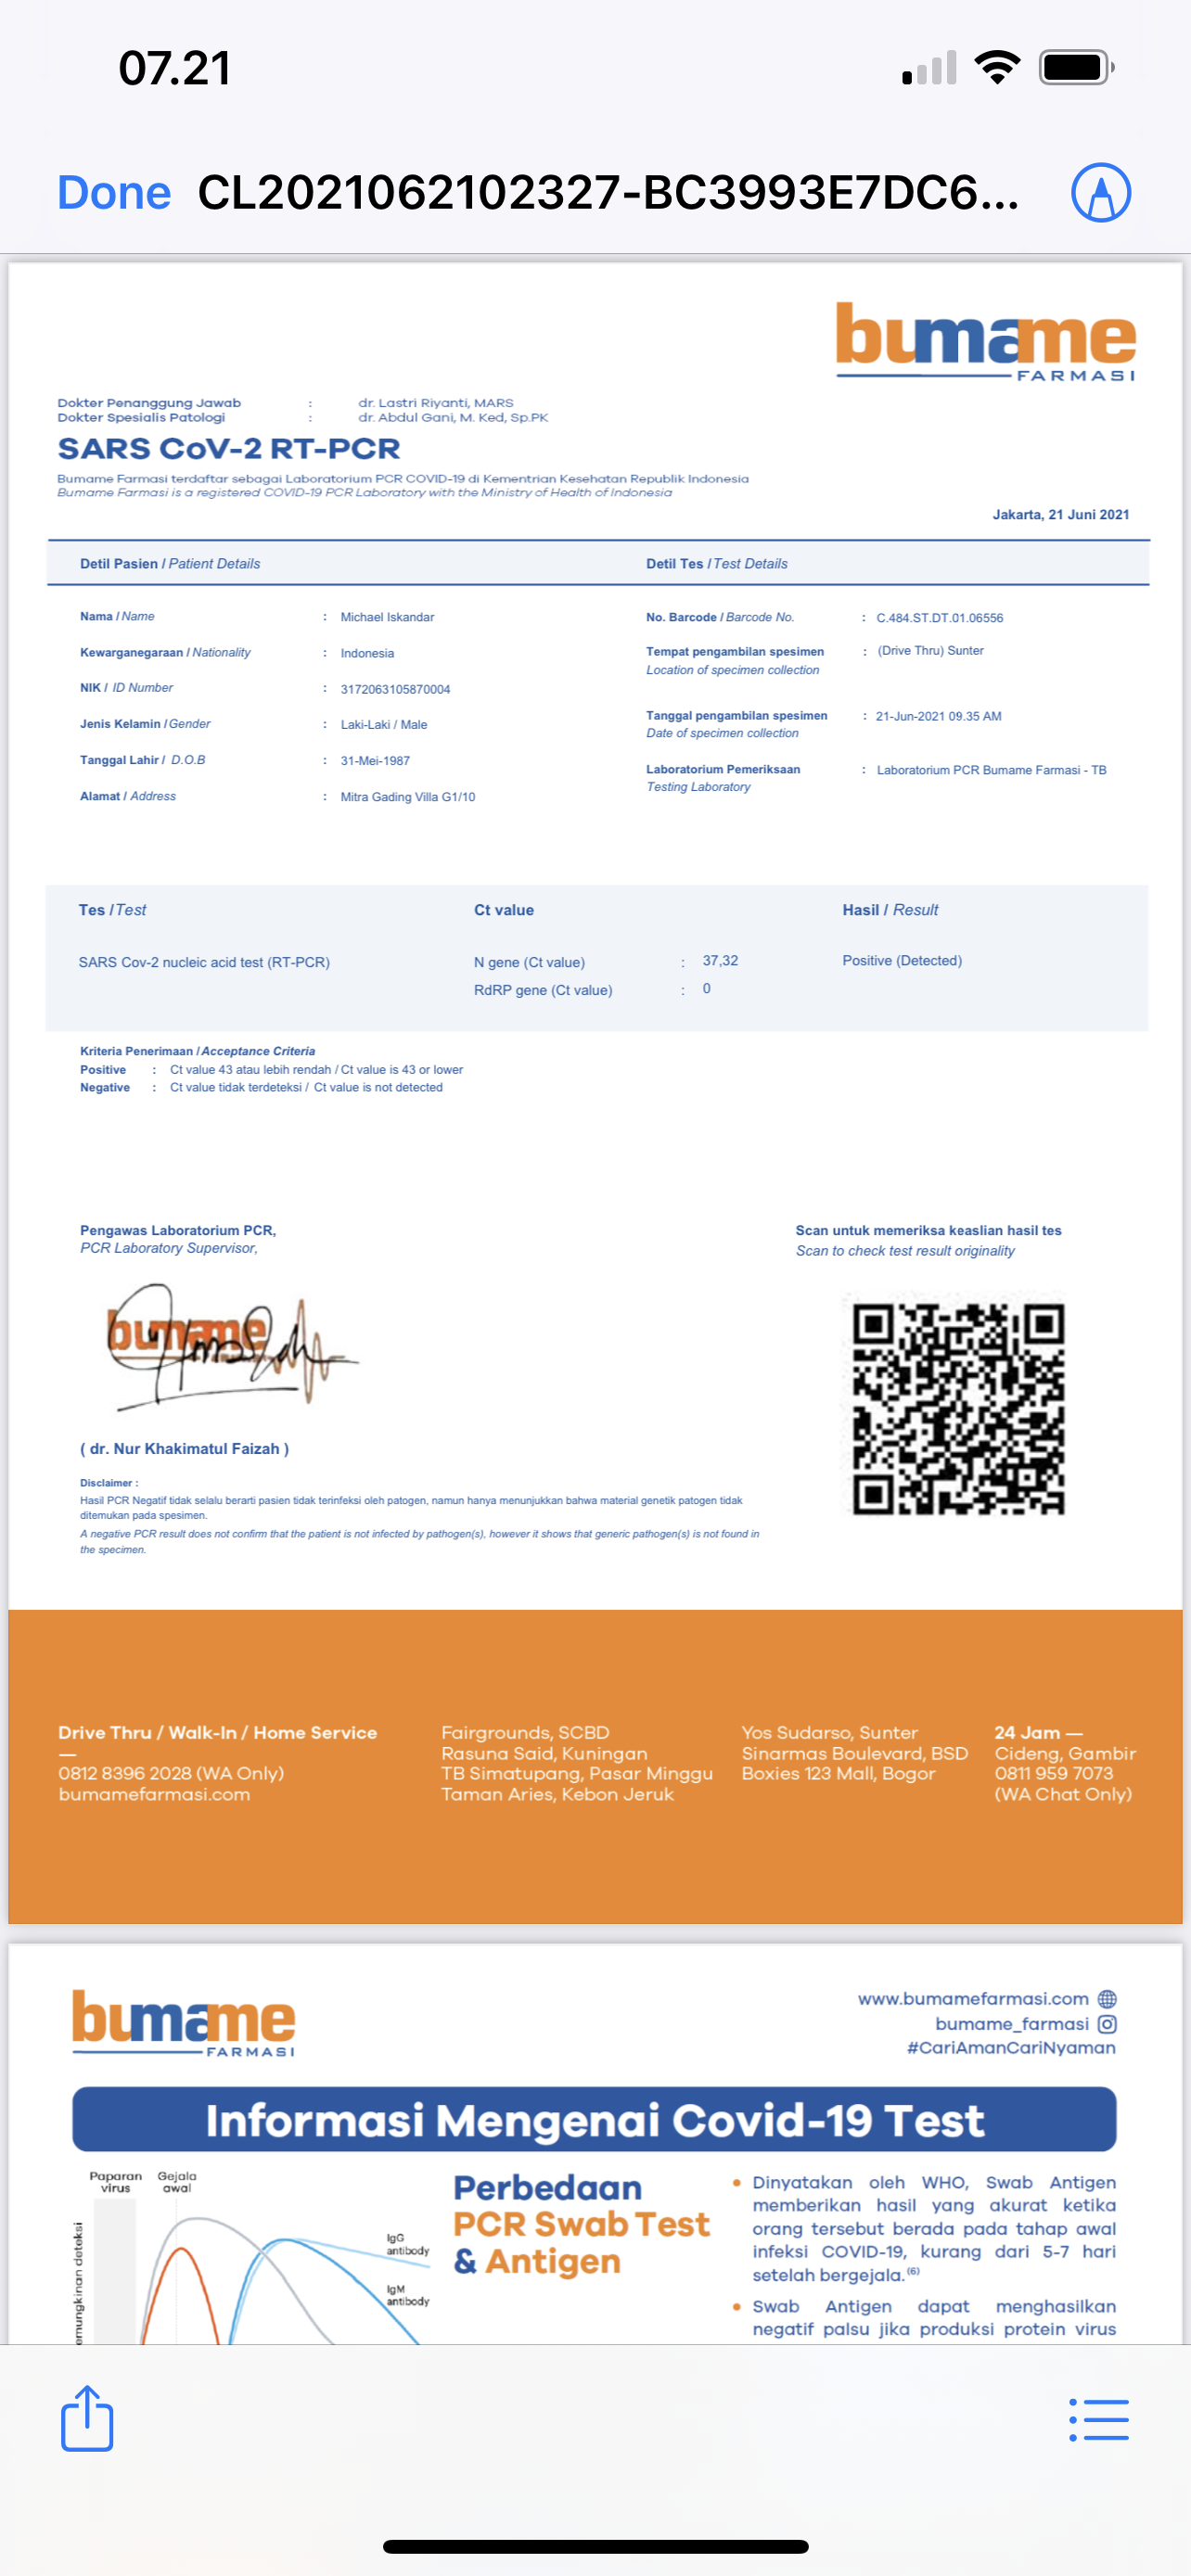 07.21
Done CL2021062102327-BC3993E7DC6...
bumame
FARMASI
Dokter Penanggung Jawab : dr. Lastri Riyanti, MARS
Dokter Spesialis Patologi : dr. Abdul Gani, M. Ked, Sp.PK
SARS CoV-2 RT-PCR
Bumame Farmasi terdaftar sebagai Laboratorium PCR COVID-19 di Kementrian Kesehatan Republik Indonesia
Bumame Farmasi is a registered COVID-19 PCR Laboratory with the Ministry of Health of Indonesia
Jakarta, 21 Juni 2021
Detil Pasien / Patient Details
Detil Tes / Test Details
Nama / Name : Michael Iskandar
Kewarganegaraan / Nationality : Indonesia
NIK / ID Number : 3172063105870004
Jenis Kelamin / Gender : Laki-Laki / Male
Tanggal Lahir / D.O.B : 31-Mei-1987
Alamat / Address : Mitra Gading Villa G1/10
No. Barcode / Barcode No. : C.484.ST.DT.01.06556
Tempat pengambilan spesimen : (Drive Thru) Sunter
Location of specimen collection
Tanggal pengambilan spesimen : 21-Jun-2021 09.35 AM
Date of specimen collection
Laboratorium Pemeriksaan : Laboratorium PCR Bumame Farmasi - TB
Testing Laboratory
Tes / Test Ct value Hasil / Result
SARS Cov-2 nucleic acid test (RT-PCR) N gene (Ct value) : 37,32 Positive (Detected)
RdRP gene (Ct value) : 0
Kriteria Penerimaan / Acceptance Criteria
Positive : Ct value 43 atau lebih rendah / Ct value is 43 or lower
Negative : Ct value tidak terdeteksi / Ct value is not detected
Pengawas Laboratorium PCR,
PCR Laboratory Supervisor,
Scan untuk memeriksa keaslian hasil tes
Scan to check test result originality
bumame
( dr. Nur Khakimatul Faizah )
Disclaimer :
Hasil PCR Negatif tidak selalu berarti pasien tidak terinfeksi oleh patogen, namun hanya menunjukkan bahwa material genetik patogen tidak
ditemukan pada spesimen.
A negative PCR result does not confirm that the patient is not infected by pathogen(s), however it shows that generic pathogen(s) is not found in
the specimen.
Drive Thru / Walk-In / Home Service
—
0812 8396 2028 (WA Only)
bumamefarmasi.com
Fairgrounds, SCBD
Rasuna Said, Kuningan
TB Simatupang, Pasar Minggu
Taman Aries, Kebon Jeruk
Yos Sudarso, Sunter
Sinarmas Boulevard, BSD
Boxies 123 Mall, Bogor
24 Jam —
Cideng, Gambir
0811 959 7073
(WA Chat Only)
bumame
FARMASI
www.bumamefarmasi.com
bumame_farmasi
#CariAmanCariNyaman
Informasi Mengenai Covid-19 Test
Paparan
virus
Gejala
awal
emungkinan deteksi
IgG
antibody
IgM
antibody
Perbedaan
PCR Swab Test
& Antigen
• Dinyatakan oleh WHO, Swab Antigen
memberikan hasil yang akurat ketika
orang tersebut berada pada tahap awal
infeksi COVID-19, kurang dari 5-7 hari
setelah bergejala.(6)
• Swab Antigen dapat menghasilkan
negatif palsu jika produksi protein virus